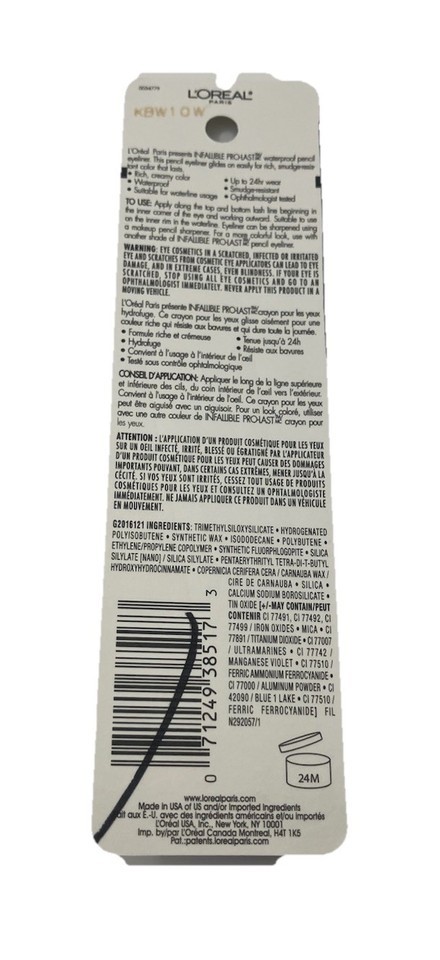 L'ORÉAL
PARIS
KBW10W
L'Oréal Paris presents INFALLIBLE PRO-LAST waterproof pencil
eyeliner. This pencil eyeliner glides on easily for rich, smudge-resis-
tant color that lasts.
• Rich, creamy color • Up to 24hr wear
• Waterproof • Smudge-resistant
• Suitable for waterline usage • Ophthalmologist tested
TO USE: Apply along the top and bottom lash line beginning in
the inner corner of the eye and working outward. Suitable to use
on the inner rim in the waterline. Eyeliner can be sharpened using
a makeup pencil sharpener. For a more colorful look, use with
another shade of INFALLIBLE PRO-LAST pencil eyeliner.
WARNING: EYE COSMETICS IN A SCRATCHED, INFECTED OR IRRITATED
EYE AND SCRATCHES FROM COSMETIC EYE APPLICATORS CAN LEAD TO EYE
DAMAGE, AND IN EXTREME CASES, EVEN BLINDNESS. IF YOUR EYE IS
SCRATCHED, STOP USING ALL EYE COSMETICS AND GO TO AN
OPHTHALMOLOGIST IMMEDIATELY. NEVER APPLY THIS PRODUCT IN A
MOVING VEHICLE.
L'Oréal Paris présente INFALLIBLE PRO-LAST crayon pour les yeux
hydrofuge. Ce crayon pour les yeux glisse aisément pour une
couleur riche qui résiste aux bavures et qui dure toute la journée.
• Formule riche et crémeuse • Tenue jusqu'à 24h
• Hydrofuge • Résiste aux bavures
• Convient à l'usage à l'intérieur de l'œil
• Testé sous contrôle ophtalmologique
CONSEIL D'APPLICATION: Appliquer le long de la ligne supérieure
et inférieure des cils, du coin intérieur de l'œil vers l'extérieur.
Convient à l'usage à l'intérieur de l'œil. Ce crayon pour les yeux
peut être aiguisé avec un aiguisoir. Pour un look coloré, utiliser
avec une autre couleur de INFALLIBLE PRO-LAST crayon pour
les yeux.
ATTENTION : L'APPLICATION D'UN PRODUIT COSMÉTIQUE POUR LES YEUX
SUR UN OEIL INFECTÉ, IRRITÉ, BLESSÉ OU ÉGRATIGNÉ PAR L'APPLICATEUR
D'UN PRODUIT COSMÉTIQUE POUR LES YEUX PEUT CAUSER DES DOMMAGES
IMPORTANTS POUVANT, DANS CERTAINS CAS EXTRÊMES, MENER JUSQU'À LA
CÉCITÉ. SI VOS YEUX SONT IRRITÉS, CESSEZ TOUT USAGE DE PRODUITS
COSMÉTIQUES POUR LES YEUX ET CONSULTEZ UN OPHTALMOLOGISTE
IMMÉDIATEMENT. NE JAMAIS APPLIQUER CE PRODUIT DANS UN VÉHICULE
EN MOUVEMENT.
G2016121 INGREDIENTS: TRIMETHYLSILOXYSILICATE • HYDROGENATED
POLYISOBUTENE • SYNTHETIC WAX • ISODODECANE • POLYBUTENE •
ETHYLENE/PROPYLENE COPOLYMER • SYNTHETIC FLUORPHLOGOPITE • SILICA
SILYLATE [NANO] / SILICA SILYLATE • PENTAERYTHRITYL TETRA-DI-T-BUTYL
HYDROXYHYDROCINNAMATE • COPERNICIA CERIFERA CERA / CARNAUBA WAX /
CIRE DE CARNAUBA • SILICA •
CALCIUM SODIUM BOROSILICATE •
TIN OXIDE [+/-MAY CONTAIN/PEUT
CONTENIR CI 77491, CI 77492, CI
77499 / IRON OXIDES • MICA • CI
77891 / TITANIUM DIOXIDE • CI 77007
/ ULTRAMARINES • CI 77742 /
MANGANESE VIOLET • CI 77510 /
FERRIC AMMONIUM FERROCYANIDE •
CI 77000 / ALUMINUM POWDER • CI
42090 / BLUE 1 LAKE • CI 77510 /
FERRIC FERROCYANIDE] FIL
N292057/1
0 71249 38517 3
24M
www.lorealparis.com
Made in USA of US and/or Imported Ingredients
ait aux É.-U. avec des ingrédients américains et/ou importés
L'Oréal USA, Inc., New York, NY 10001
Imp. by/par L'Oréal Canada Montreal, H4T 1K5
Pat.:patents.lorealparis.com